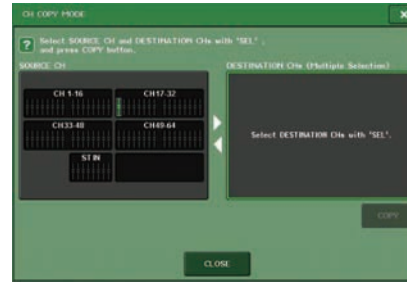 CH COPY MODE
×
? Select SOURCE CH and DESTINATION CHs with "SEL",
and press COPY button.
SOURCE CH
DESTINATION CHs (Multiple Selection)
CH 1-16
CH17-32
CH33-48
CH49-64
ST IN
Select DESTINATION CHs with "SEL".
COPY
CLOSE